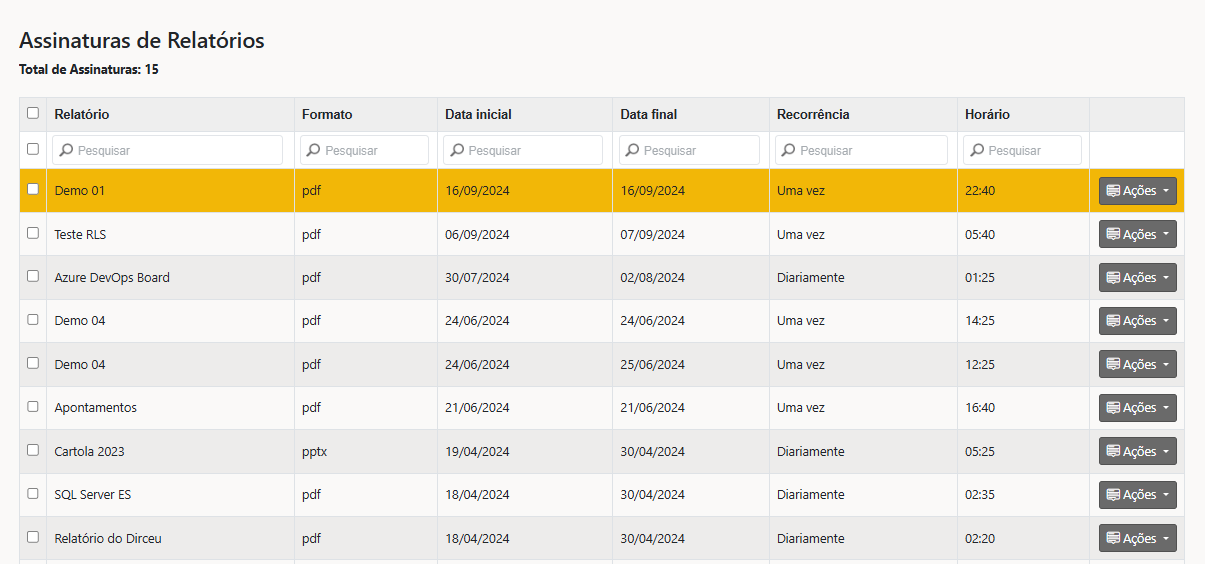 Assinaturas de Relatórios
Total de Assinaturas: 15
Relatório Formato Data inicial Data final Recorrência Horário
Pesquisar Pesquisar Pesquisar Pesquisar Pesquisar Pesquisar
Demo 01 pdf 16/09/2024 16/09/2024 Uma vez 22:40 Ações
Teste RLS pdf 06/09/2024 07/09/2024 Uma vez 05:40 Ações
Azure DevOps Board pdf 30/07/2024 02/08/2024 Diariamente 01:25 Ações
Demo 04 pdf 24/06/2024 24/06/2024 Uma vez 14:25 Ações
Demo 04 pdf 24/06/2024 25/06/2024 Uma vez 12:25 Ações
Apontamentos pdf 21/06/2024 21/06/2024 Uma vez 16:40 Ações
Cartola 2023 pptx 19/04/2024 30/04/2024 Diariamente 05:25 Ações
SQL Server ES pdf 18/04/2024 30/04/2024 Diariamente 02:35 Ações
Relatório do Dirceu pdf 18/04/2024 30/04/2024 Diariamente 02:20 Ações